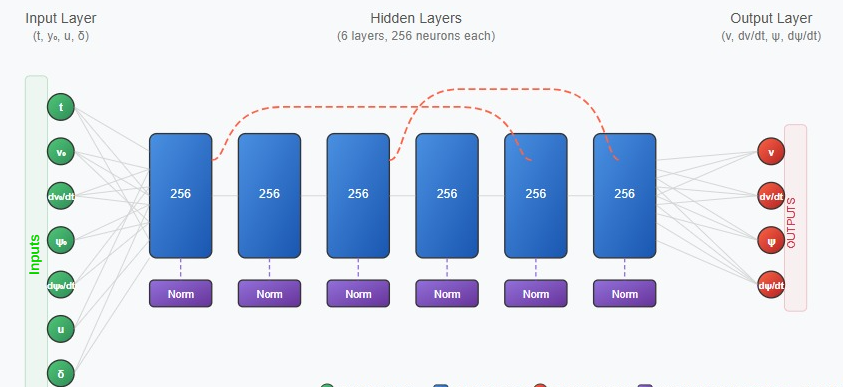 Input Layer
(t, y₀, u, δ)
Hidden Layers
(6 layers, 256 neurons each)
Output Layer
(v, dv/dt, ψ, dψ/dt)
Inputs
t
v₀
dv₀/dt
ψ₀
dψ₀/dt
u
δ
256
256
256
256
256
256
Norm
Norm
Norm
Norm
Norm
Norm
v
dv/dt
ψ
dψ/dt
OUTPUTS